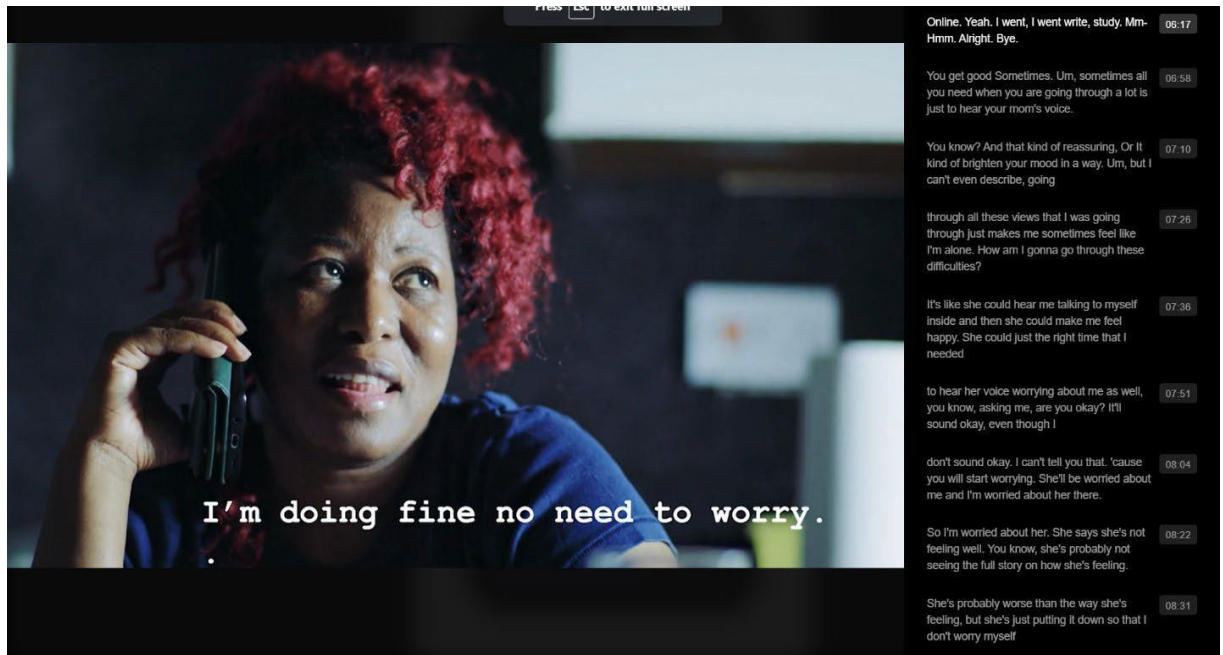 Press Esc to exit full screen
I'm doing fine no need to worry.
.
Online. Yeah. I went, I went write, study. Mm-
Hmm. Alright. Bye.
06:17
You get good Sometimes. Um, sometimes all
you need when you are going through a lot is
just to hear your mom's voice.
06:58
You know? And that kind of reassuring, Or It
kind of brighten your mood in a way. Um, but I
can't even describe, going
07:10
through all these views that I was going
through just makes me sometimes feel like
I'm alone. How am I gonna go through these
difficulties?
07:26
It's like she could hear me talking to myself
inside and then she could make me feel
happy. She could just the right time that I
needed
07:36
to hear her voice worrying about me as well,
you know, asking me, are you okay? It'll
sound okay, even though I
07:51
don't sound okay. I can't tell you that. 'cause
you will start worrying. She'll be worried about
me and I'm worried about her there.
08:04
So I'm worried about her. She says she's not
feeling well. You know, she's probably not
seeing the full story on how she's feeling.
08:22
She's probably worse than the way she's
feeling, but she's just putting it down so that I
don't worry myself
08:31